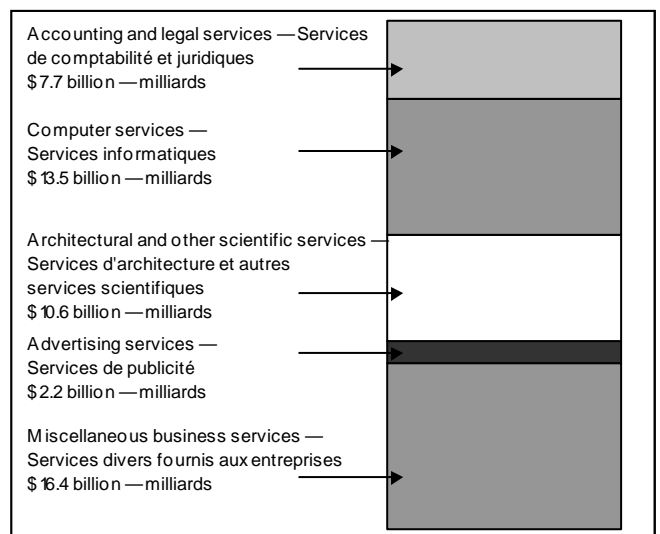 Accounting and legal services — Services
de comptabilité et juridiques
$7.7 billion — milliards
Computer services —
Services informatiques
$13.5 billion — milliards
Architectural and other scientific services —
Services d'architecture et autres
services scientifiques
$10.6 billion — milliards
Advertising services —
Services de publicité
$2.2 billion — milliards
Miscellaneous business services —
Services divers fournis aux entreprises
$16.4 billion — milliards